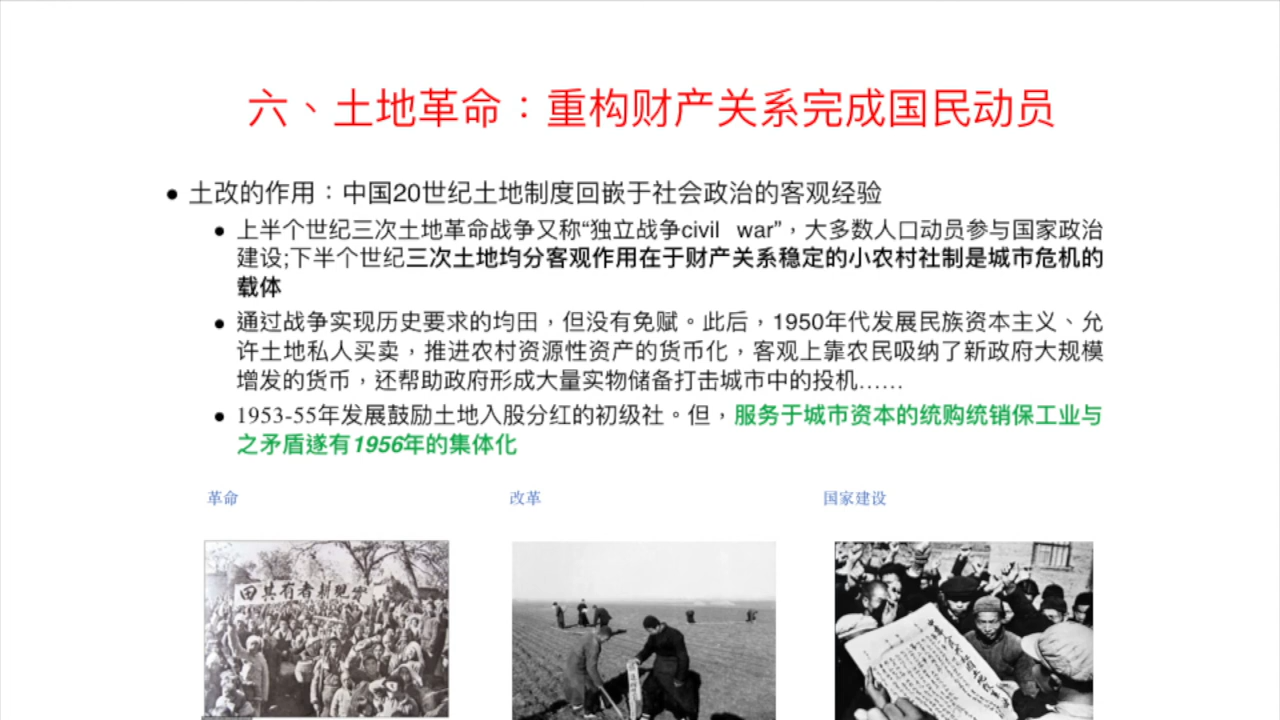 六、土地革命：重构财产关系完成国民动员
● 土改的作用：中国20世纪土地制度回嵌于社会政治的客观经验
● 上半个世纪三次土地革命战争又称“独立战争civil war”，大多数人口动员参与国家政治
建设;下半个世纪三次土地均分客观作用在于财产关系稳定的小农村社制是城市危机的
载体
● 通过战争实现历史要求的均田，但没有免赋。此后，1950年代发展民族资本主义、允
许土地私人买卖，推进农村资源性资产的货币化，客观上靠农民吸纳了新政府大规模
增发的货币，还帮助政府形成大量实物储备打击城市中的投机……
● 1953-55年发展鼓励土地入股分红的初级社。但，服务于城市资本的统购统销保工业与
之矛盾遂有1956年的集体化
革命
改革
国家建设